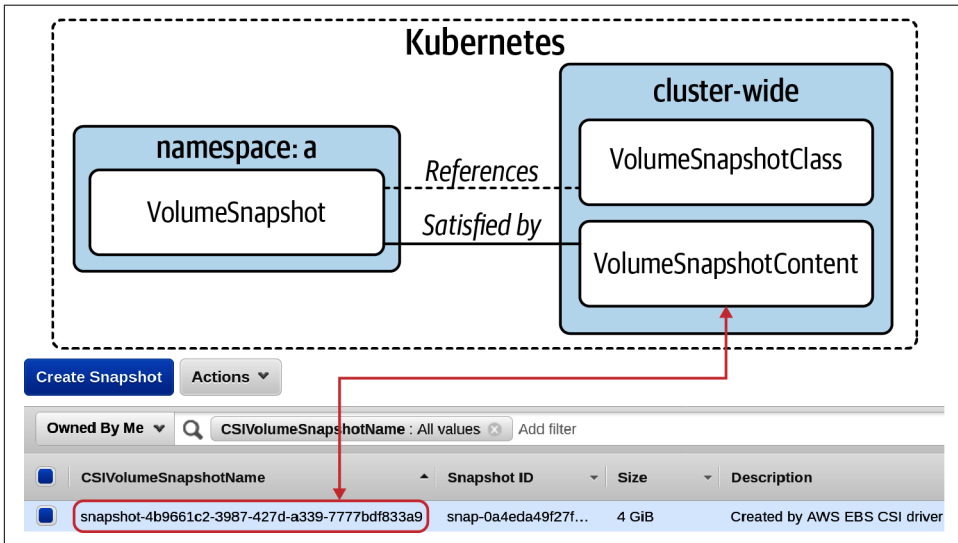 Kubernetes
cluster-wide
namespace: a
VolumeSnapshotClass
References
VolumeSnapshot
Satisfied by
VolumeSnapshotContent
Create Snapshot Actions
Owned By Me CSIVolumeSnapshotName : All values Add filter
CSIVolumeSnapshotName Snapshot ID Size Description
snapshot-4b9661c2-3987-427d-a339-7777bdf833a9 snap-0a4eda49f27f... 4 GiB Created by AWS EBS CSI driver